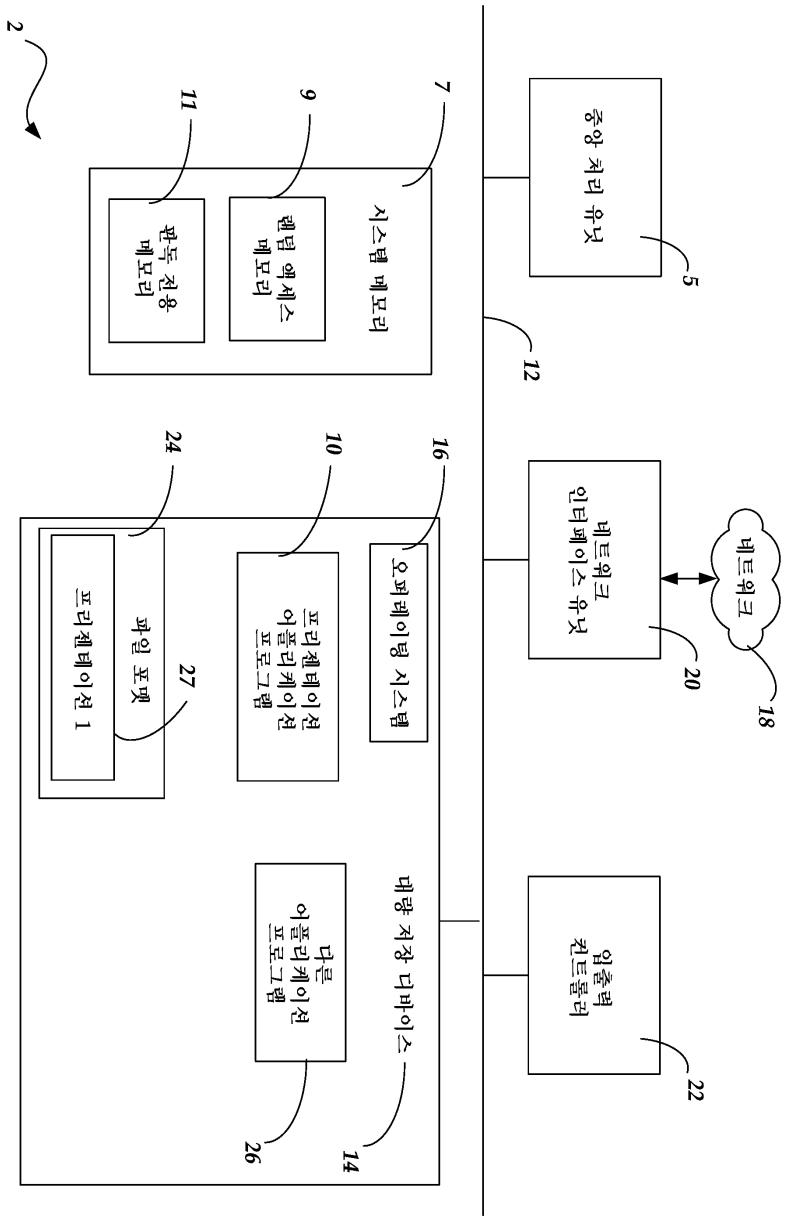 2
중앙 처리 유닛
5
12
네트워크
18
네트워크
인터페이스 유닛
20
입출력
컨트롤러
22
7
시스템 메모리
9
랜덤 액세스
메모리
11
판독 전용
메모리
16
오퍼레이팅 시스템
10
프리젠테이션
어플리케이션
프로그램
24
파일 포맷
27
프리젠테이션 1
대량 저장 디바이스
14
다른
어플리케이션
프로그램
26